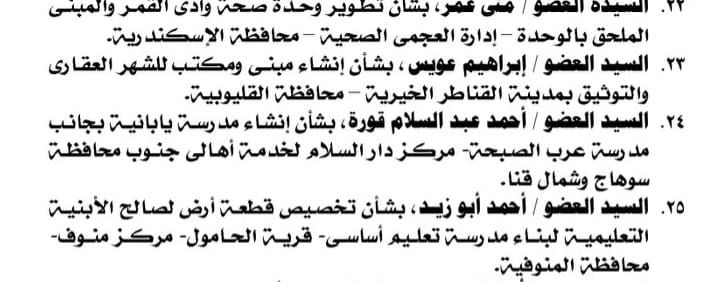 ٢٢. السيدة العضو / منى عمر، بشأن تطوير وحدة صحة وادى القمر والمبنى
الملحق بالوحدة – إدارة العجمى الصحية – محافظة الإسكندرية.
٢٣. السيد العضو / إبراهيم عويس، بشأن إنشاء مبنى ومكتب للشهر العقارى
والتوثيق بمدينة القناطر الخيرية – محافظة القليوبية.
٢٤. السيد العضو / أحمد عبد السلام قورة، بشأن إنشاء مدرسة يابانية بجانب
مدرسة عرب الصبحة- مركز دار السلام لخدمة أهالى جنوب محافظة
سوهاج وشمال قنا.
٢٥. السيد العضو / أحمد أبو زيد، بشأن تخصيص قطعة أرض لصالح الأبنية
التعليمية لبناء مدرسة تعليم أساسى- قرية الحامول- مركز منوف-
محافظة المنوفية.